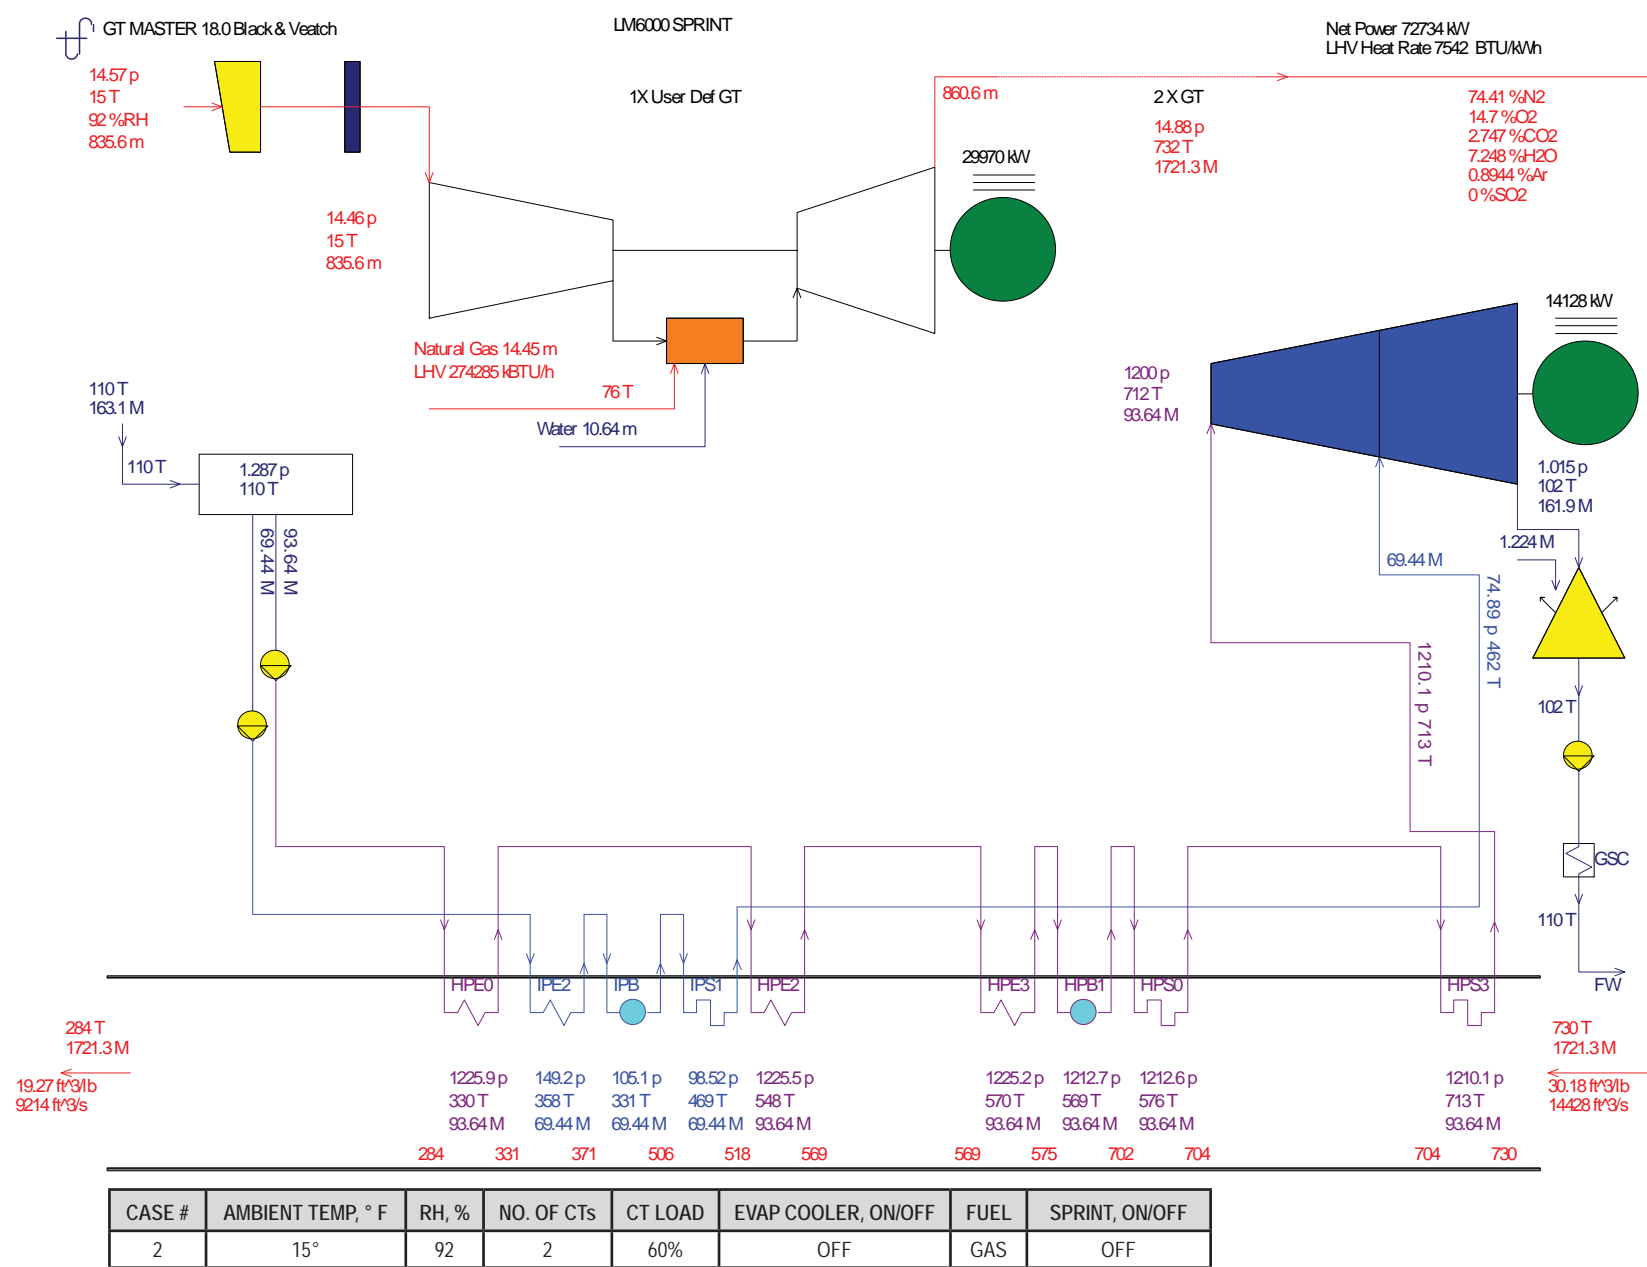 GT MASTER 18.0 Black & Veatch
LM6000 SPRINT
Net Power 72734 kW
LHV Heat Rate 7542 BTU/kWh
14.57 p
15 T
92 %RH
835.6 m
1X User Def GT
860.6 m
2 X GT
14.88 p
732 T
1721.3 M
74.41 %N2
14.7 %O2
2.747 %CO2
7.248 %H2O
0.8944 %Ar
0 %SO2
29970 kW
14.46 p
15 T
835.6 m
14128 kW
Natural Gas 14.45 m
LHV 274285 kBTU/h
76 T
Water 10.64 m
1200 p
712 T
93.64 M
110 T
163.1 M
110 T
1.287 p
110 T
1.015 p
102 T
161.9 M
69.44 M
93.64 M
1.224 M
69.44 M
74.89 p 462 T
1210.1 p 713 T
102 T
GSC
110 T
FW
HPE0
IPE2
IPB
IPS1
HPE2
HPE3
HPB1
HPS0
HPS3
284 T
1721.3 M
19.27 ft^3/lb
9214 ft^3/s
730 T
1721.3 M
30.18 ft^3/lb
14428 ft^3/s
1225.9 p 149.2 p 105.1 p 98.52 p 1225.5 p 1225.2 p 1212.7 p 1212.6 p 1210.1 p
330 T 358 T 331 T 469 T 548 T 570 T 569 T 576 T 713 T
93.64 M 69.44 M 69.44 M 69.44 M 93.64 M 93.64 M 93.64 M 93.64 M 93.64 M
284 331 371 506 518 569 569 575 702 704 704 730
CASE # AMBIENT TEMP, ° F RH, % NO. OF CTs CT LOAD EVAP COOLER, ON/OFF FUEL SPRINT, ON/OFF
2 15° 92 2 60% OFF GAS OFF